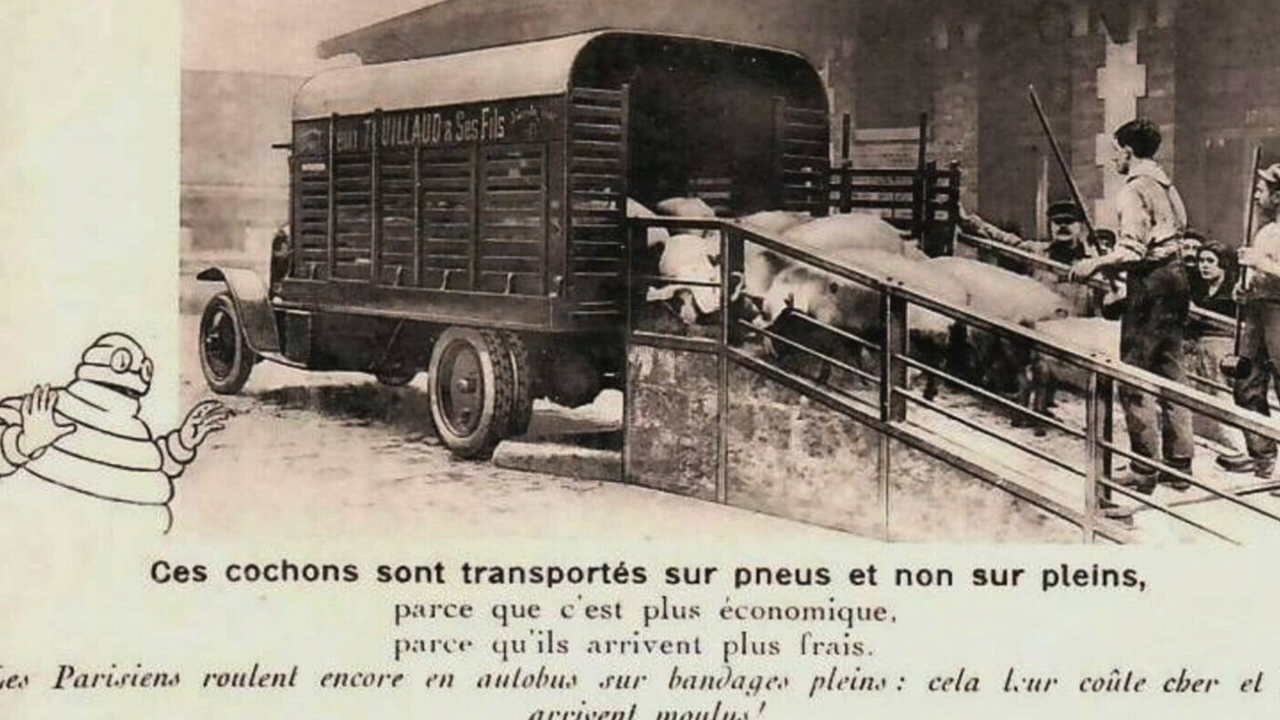 TOUILLAUD & Ses Fils
Ces cochons sont transportés sur pneus et non sur pleins,
parce que c'est plus économique,
parce qu'ils arrivent plus frais.
Les Parisiens roulent encore en autobus sur bandages pleins : cela leur coûte cher et
arrivent moulus!